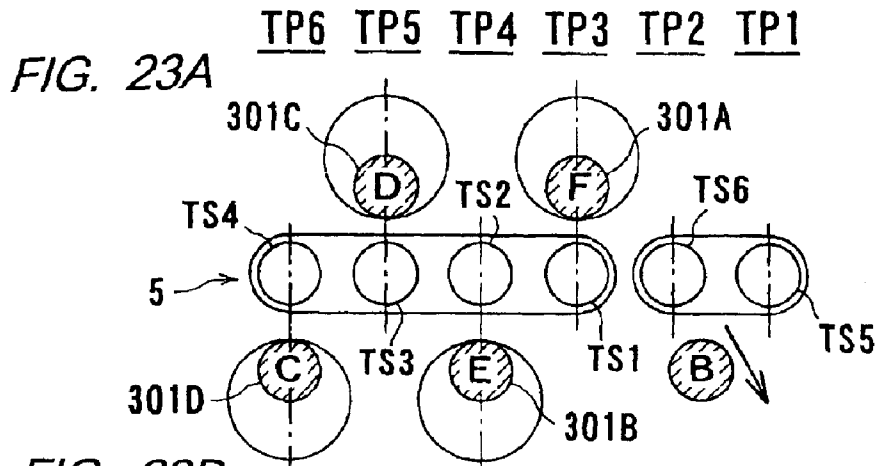 TP6 TP5 TP4 TP3 TP2 TP1
FIG. 23A
301C
301A
D
F
TS4
TS2
TS6
5
TS3
TS1
TS5
C
E
B
301D
301B